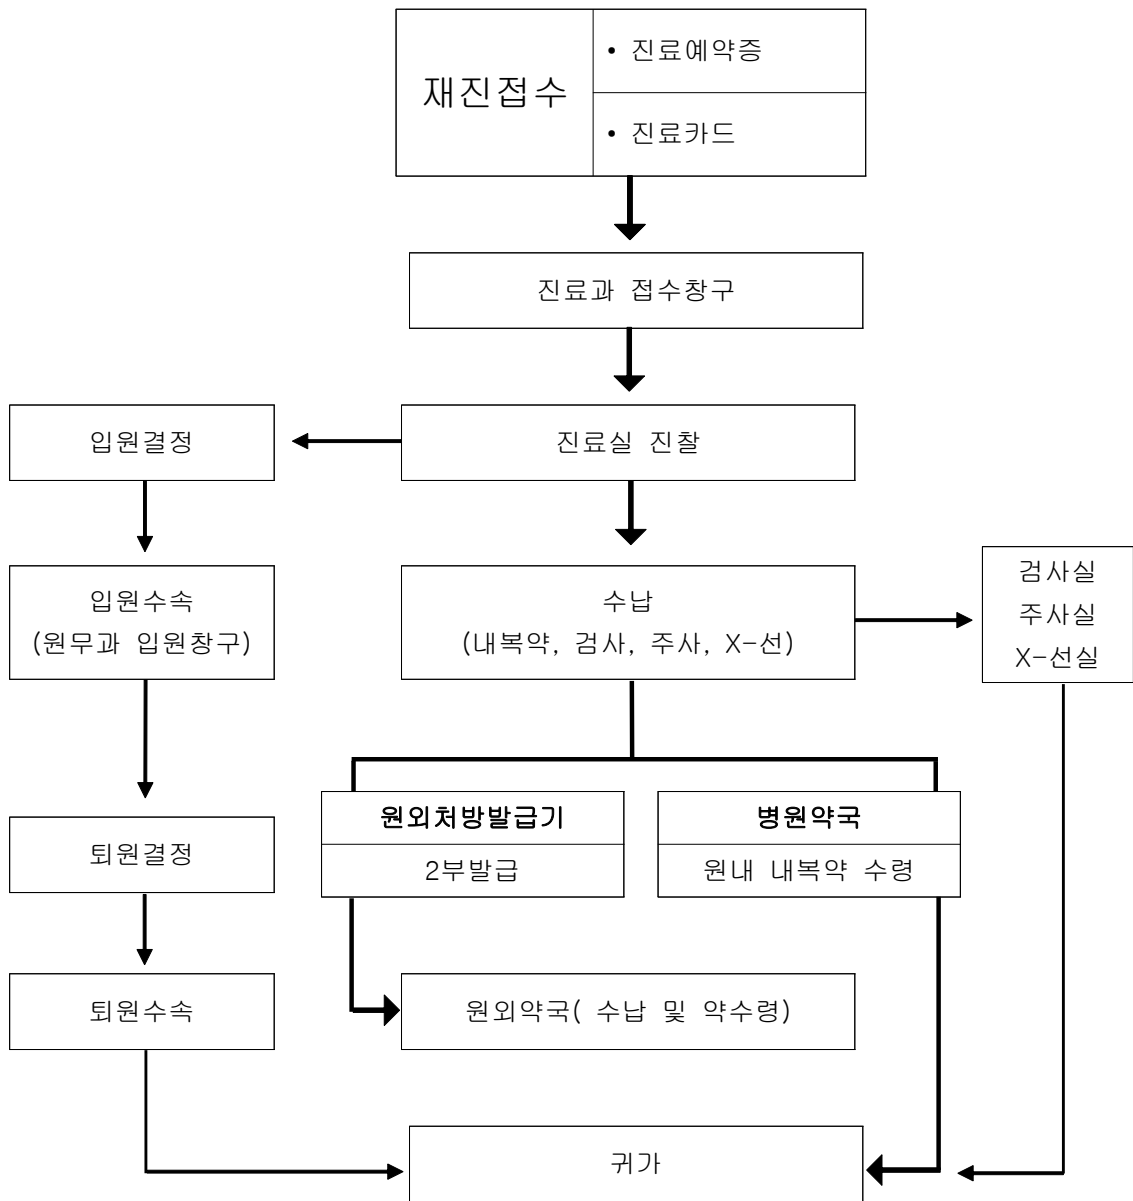 재진접수
• 진료예약증
• 진료카드
진료과 접수창구
입원결정
진료실 진찰
입원수속
(원무과 입원창구)
수납
(내복약, 검사, 주사, X-선)
검사실
주사실
X-선실
원외처방발급기
2부발급
병원약국
원내 내복약 수령
퇴원결정
퇴원수속
원외약국( 수납 및 약수령)
귀가